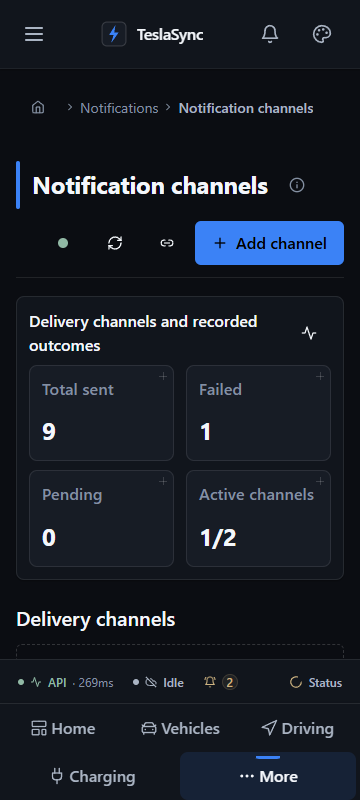 TeslaSync
Notifications › Notification channels
Notification channels
+ Add channel
Delivery channels and recorded
outcomes
Total sent
9
Failed
1
Pending
0
Active channels
1/2
Delivery channels
API · 269ms
Idle
2
Status
Home
Vehicles
Driving
Charging
More